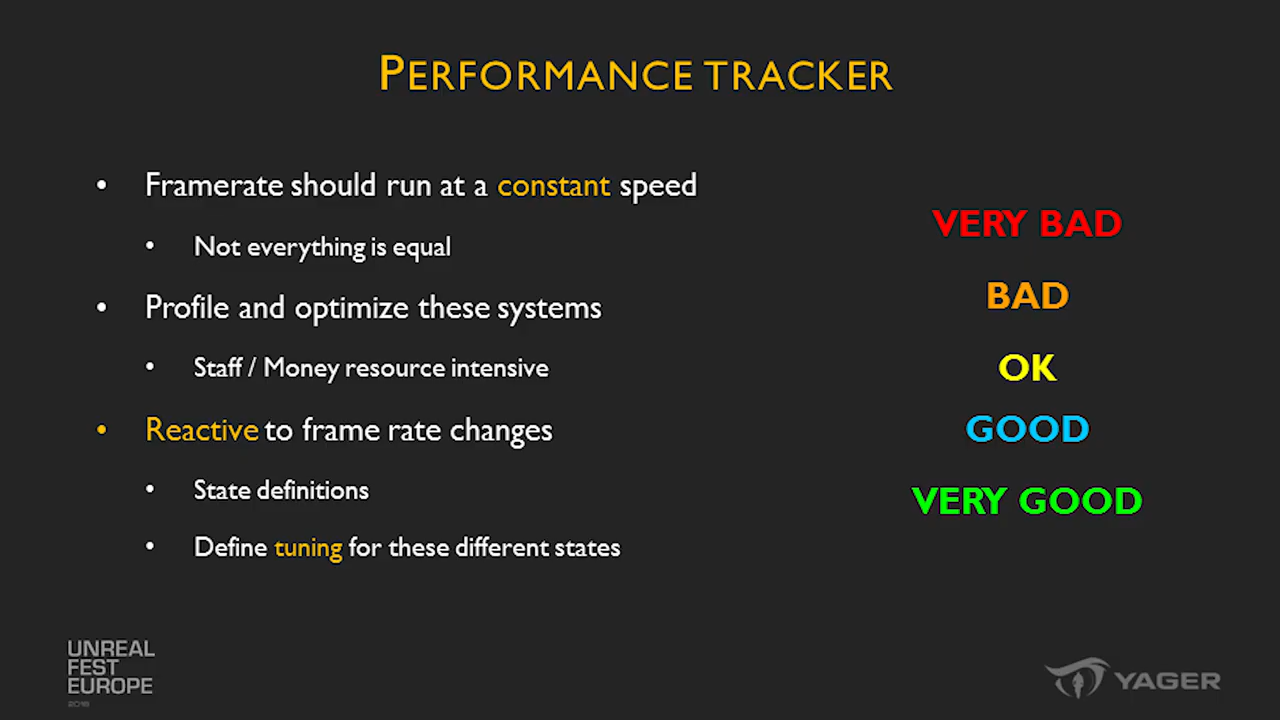 PERFORMANCE TRACKER
• Framerate should run at a constant speed
• Not everything is equal
• Profile and optimize these systems
• Staff / Money resource intensive
• Reactive to frame rate changes
• State definitions
• Define tuning for these different states
VERY BAD
BAD
OK
GOOD
VERY GOOD
UNREAL
FEST
EUROPE
2018
YAGER